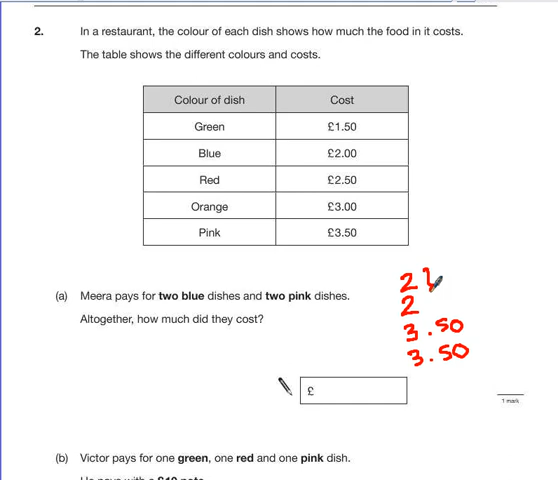 2. In a restaurant, the colour of each dish shows how much the food in it costs.
The table shows the different colours and costs.
Colour of dish Cost
Green £1.50
Blue £2.00
Red £2.50
Orange £3.00
Pink £3.50
2
(a) Meera pays for two blue dishes and two pink dishes.
2
Altogether, how much did they cost?
3.50
3.50
£
1 mark
(b) Victor pays for one green, one red and one pink dish.